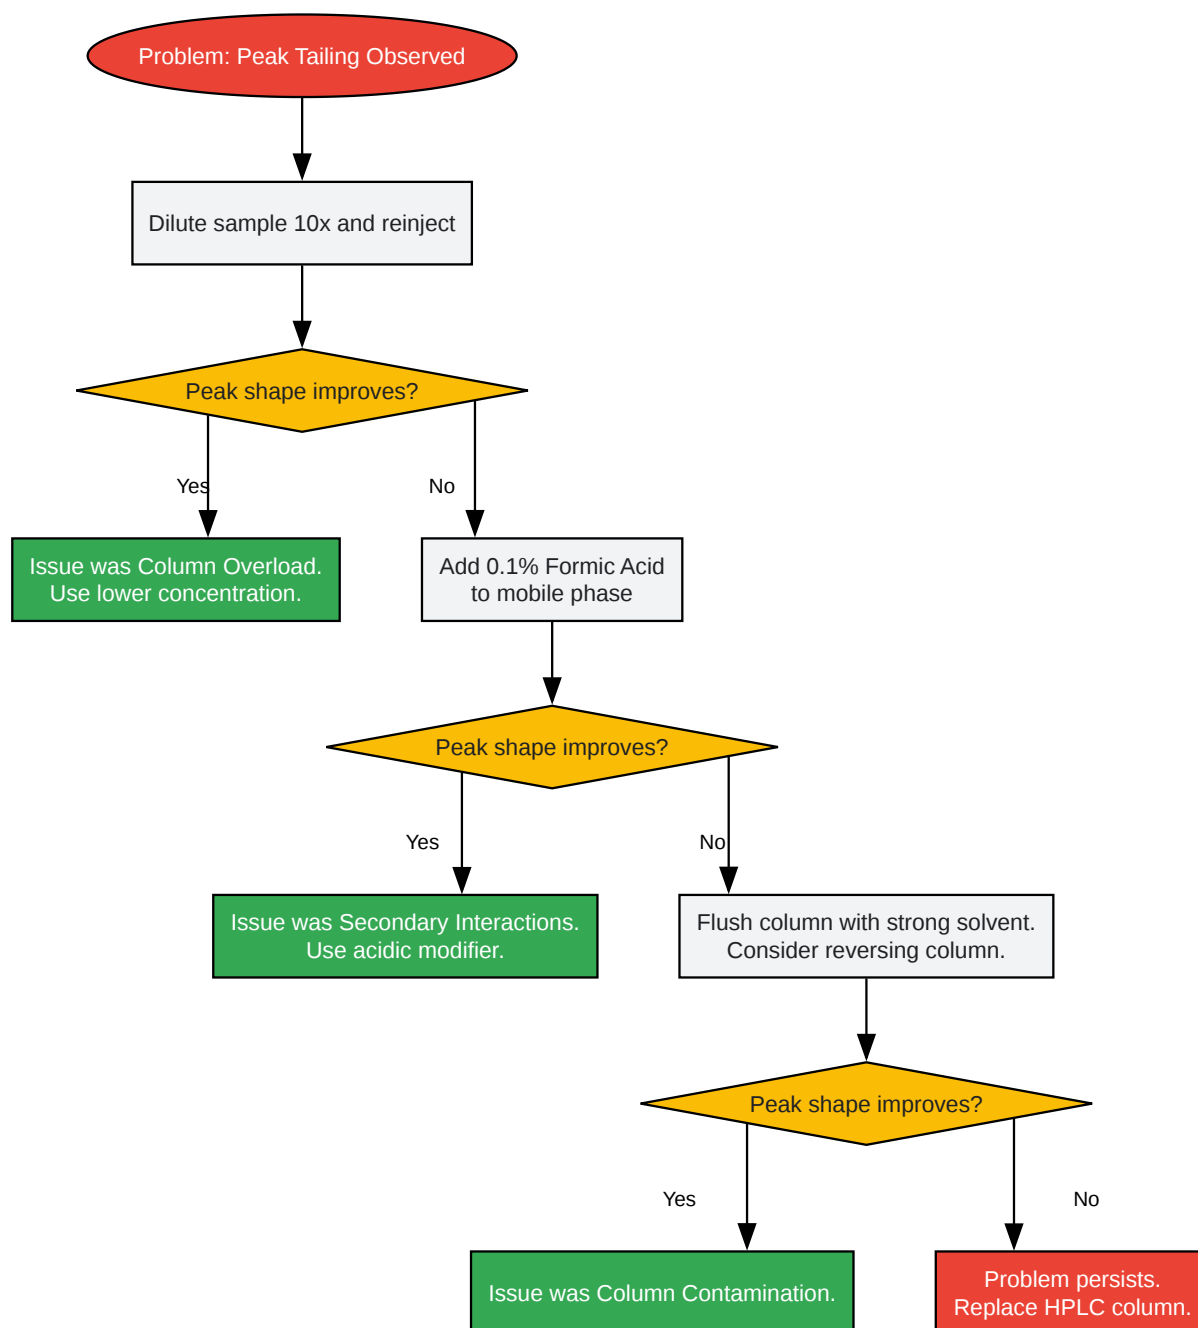 Problem: Peak Tailing Observed
Dilute sample 10x and reinject
Peak shape improves?
Yes
No
Issue was Column Overload.
Use lower concentration.
Add 0.1% Formic Acid
to mobile phase
Peak shape improves?
Yes
No
Issue was Secondary Interactions.
Use acidic modifier.
Flush column with strong solvent.
Consider reversing column.
Peak shape improves?
Yes
No
Issue was Column Contamination.
Problem persists.
Replace HPLC column.